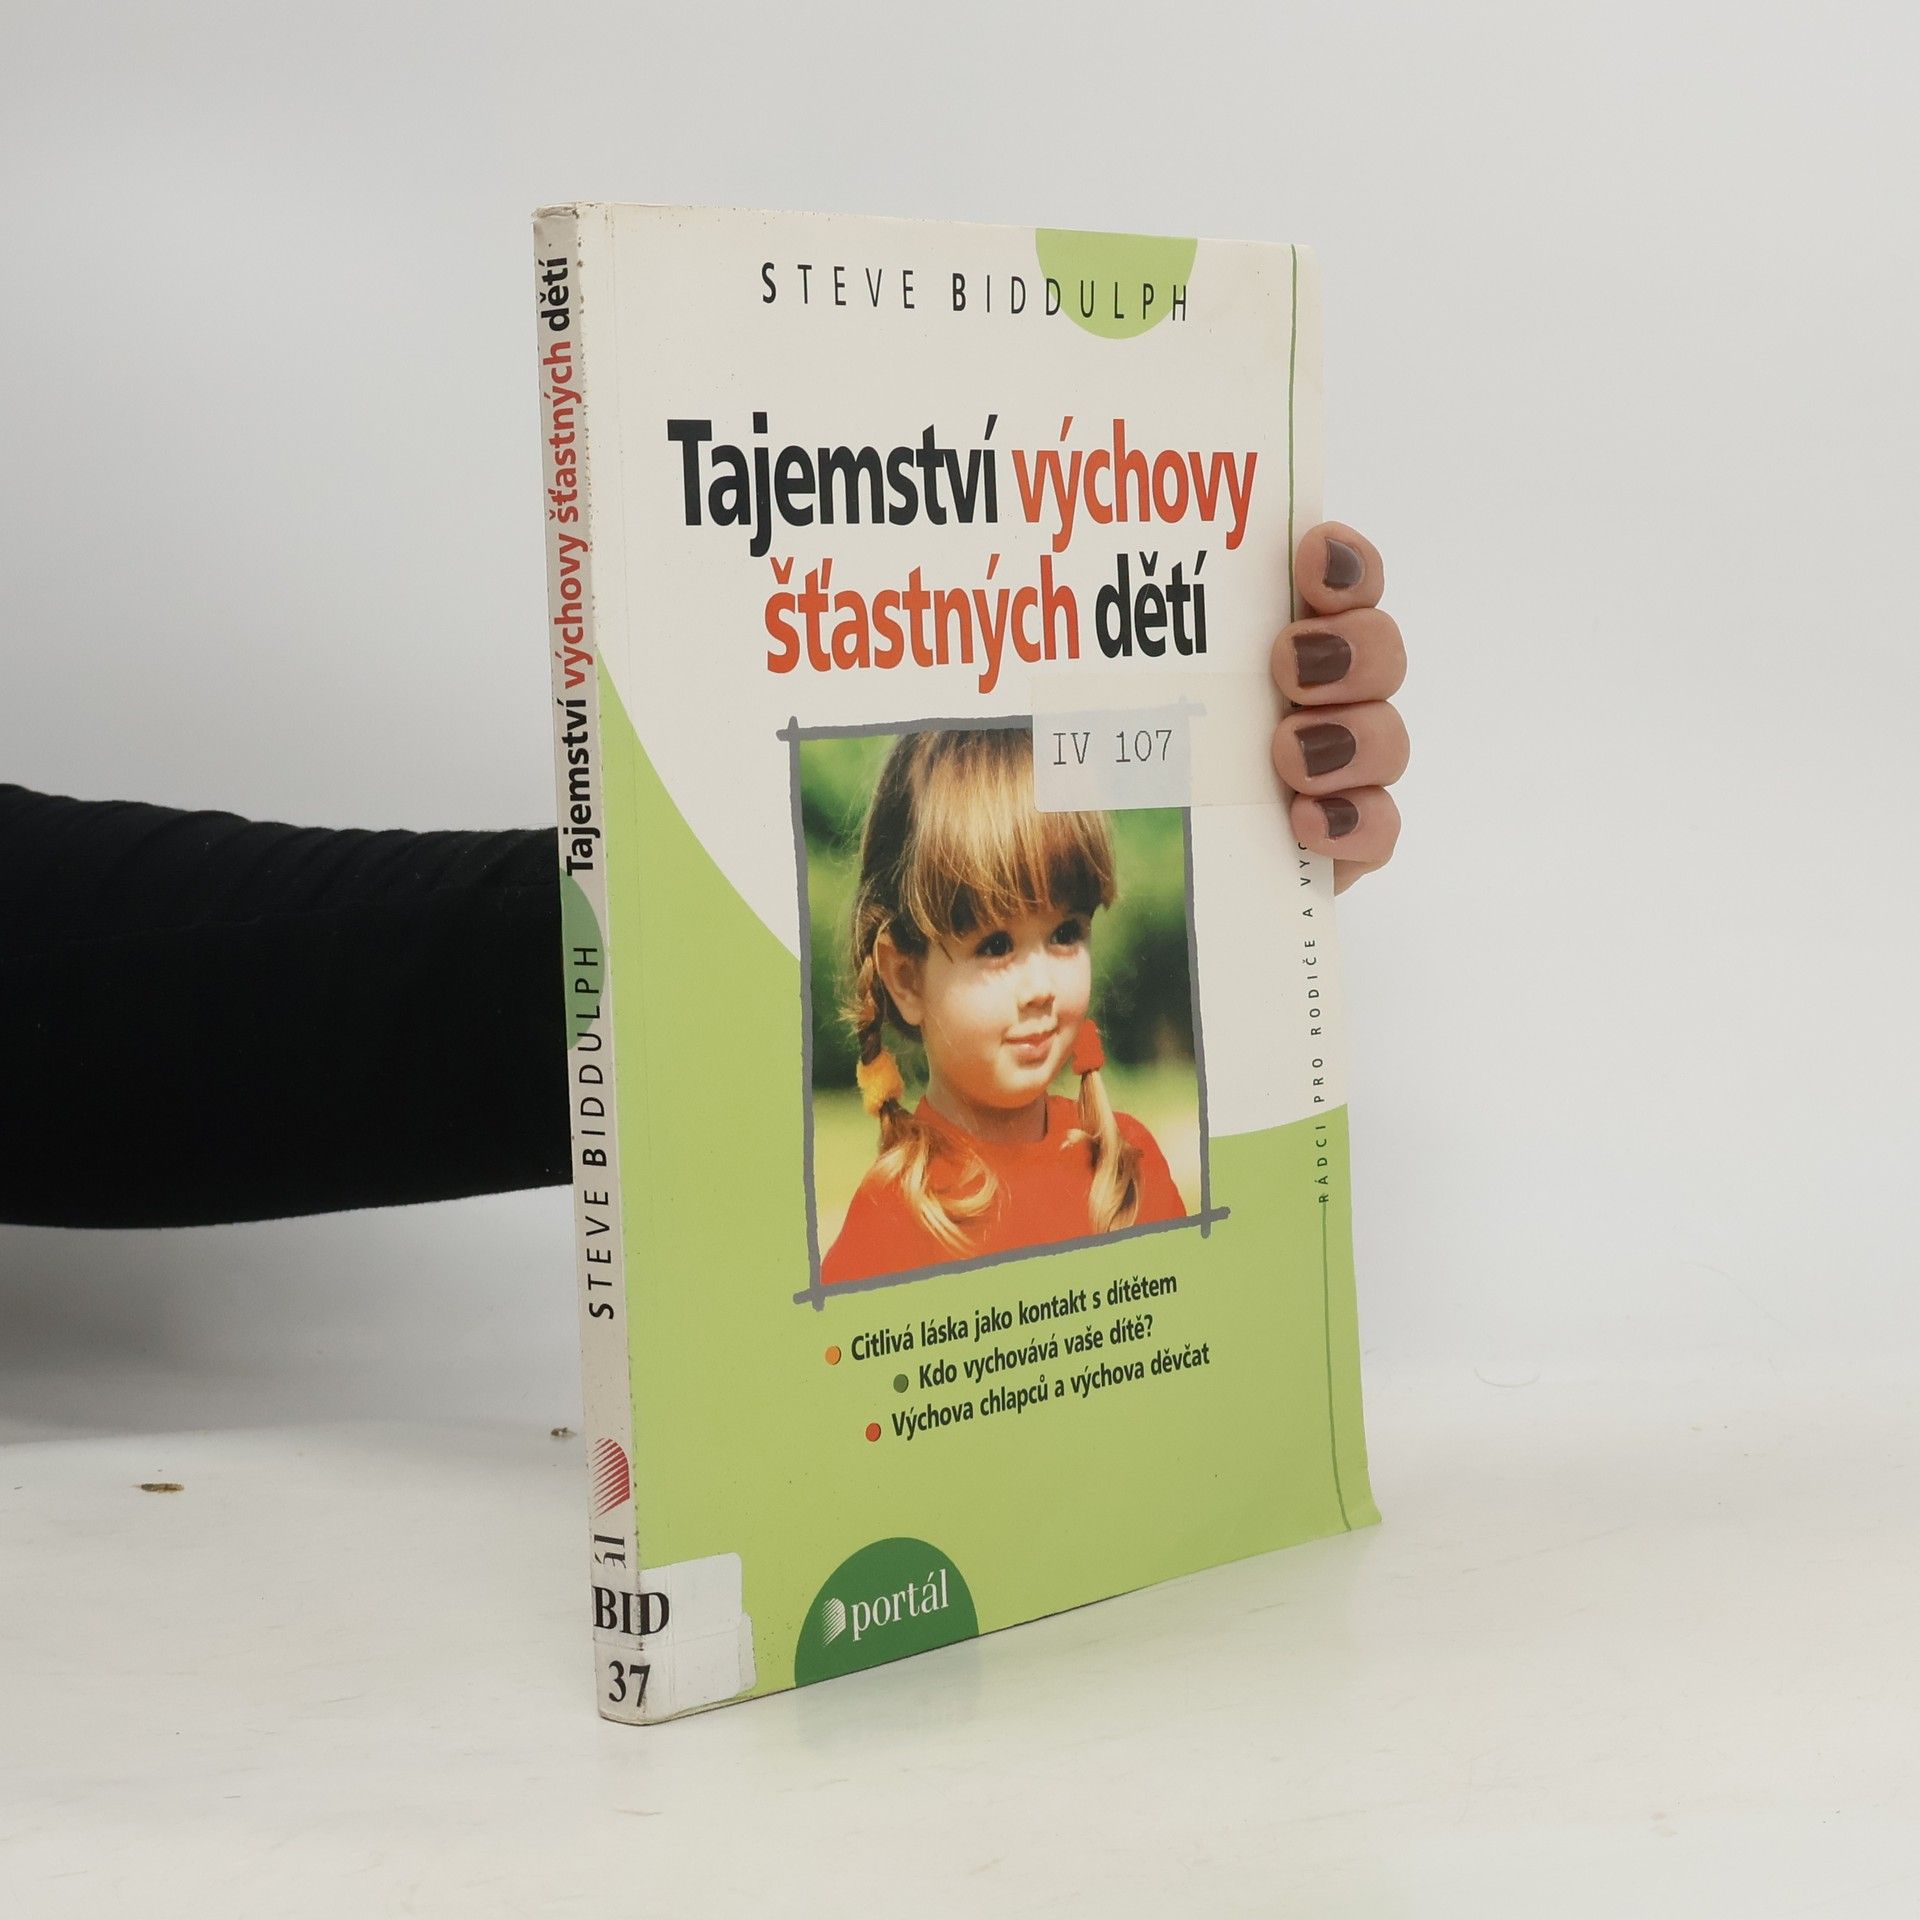 STEVE BIDDULPH
Tajemství výchovy
šťastných dětí
IV 107
Citlivá láska jako kontakt s dítětem
Kdo vychovává vaše dítě?
Výchova chlapců a výchova děvčat
portál
RÁDCI PRO RODIČE A
STEVE BIDDULPH Tajemství výchovy šťastných dětí
ál
BID
37